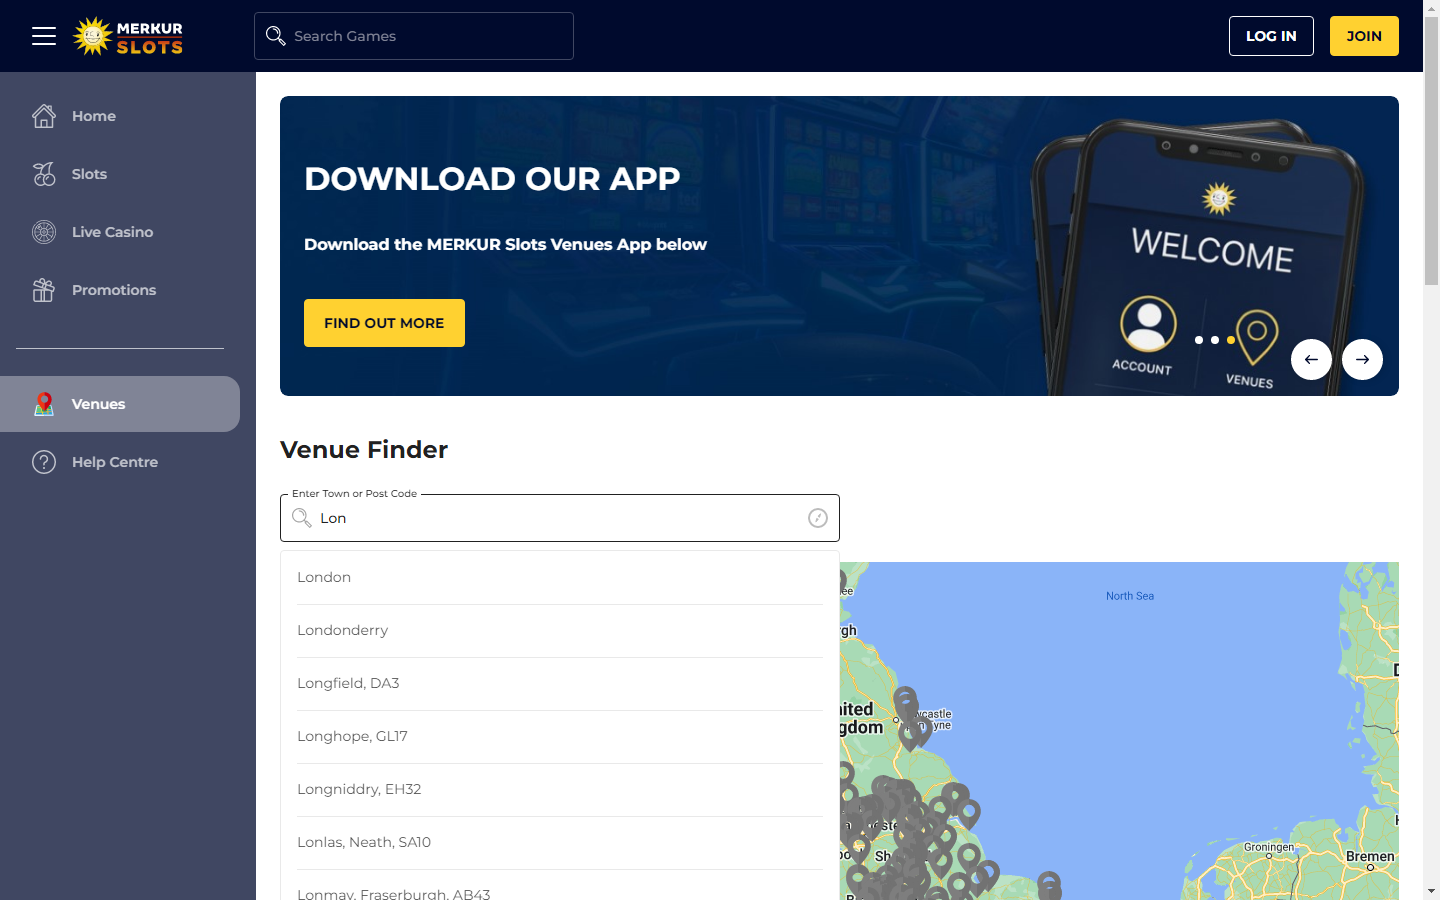 MERKUR
SLOTS
Search Games
LOG IN
JOIN
Home
Slots
Live Casino
Promotions
Venues
Help Centre
DOWNLOAD OUR APP
Download the MERKUR Slots Venues App below
FIND OUT MORE
WELCOME
ACCOUNT
VENUES
Venue Finder
Enter Town or Post Code
Lon
London
Londonderry
Longfield, DA3
Longhope, GL17
Longniddry, EH32
Lonlas, Neath, SA10
Lonmay, Fraserburgh, AB43
North Sea
Groningen
Bremen